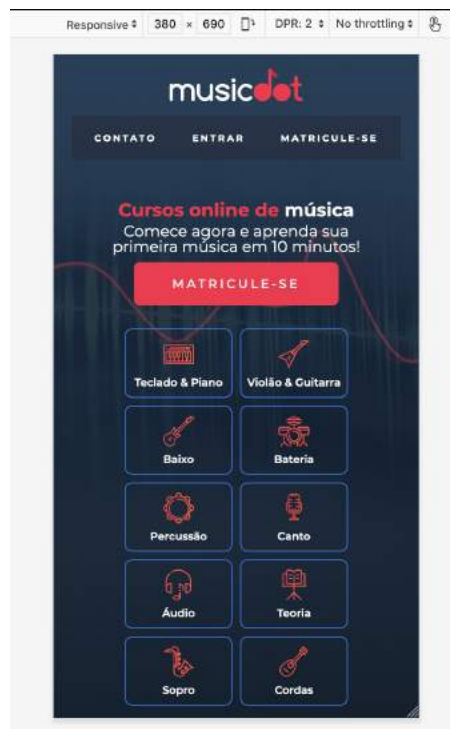 Responsive 380 × 690 DPR: 2 No throttling
musicdot
CONTATO ENTRAR MATRICULE-SE
Cursos online de música
Comece agora e aprenda sua
primeira música em 10 minutos!
MATRICULE-SE
Teclado & Piano Violão & Guitarra
Baixo Bateria
Percussão Canto
Áudio Teoria
Sopro Cordas